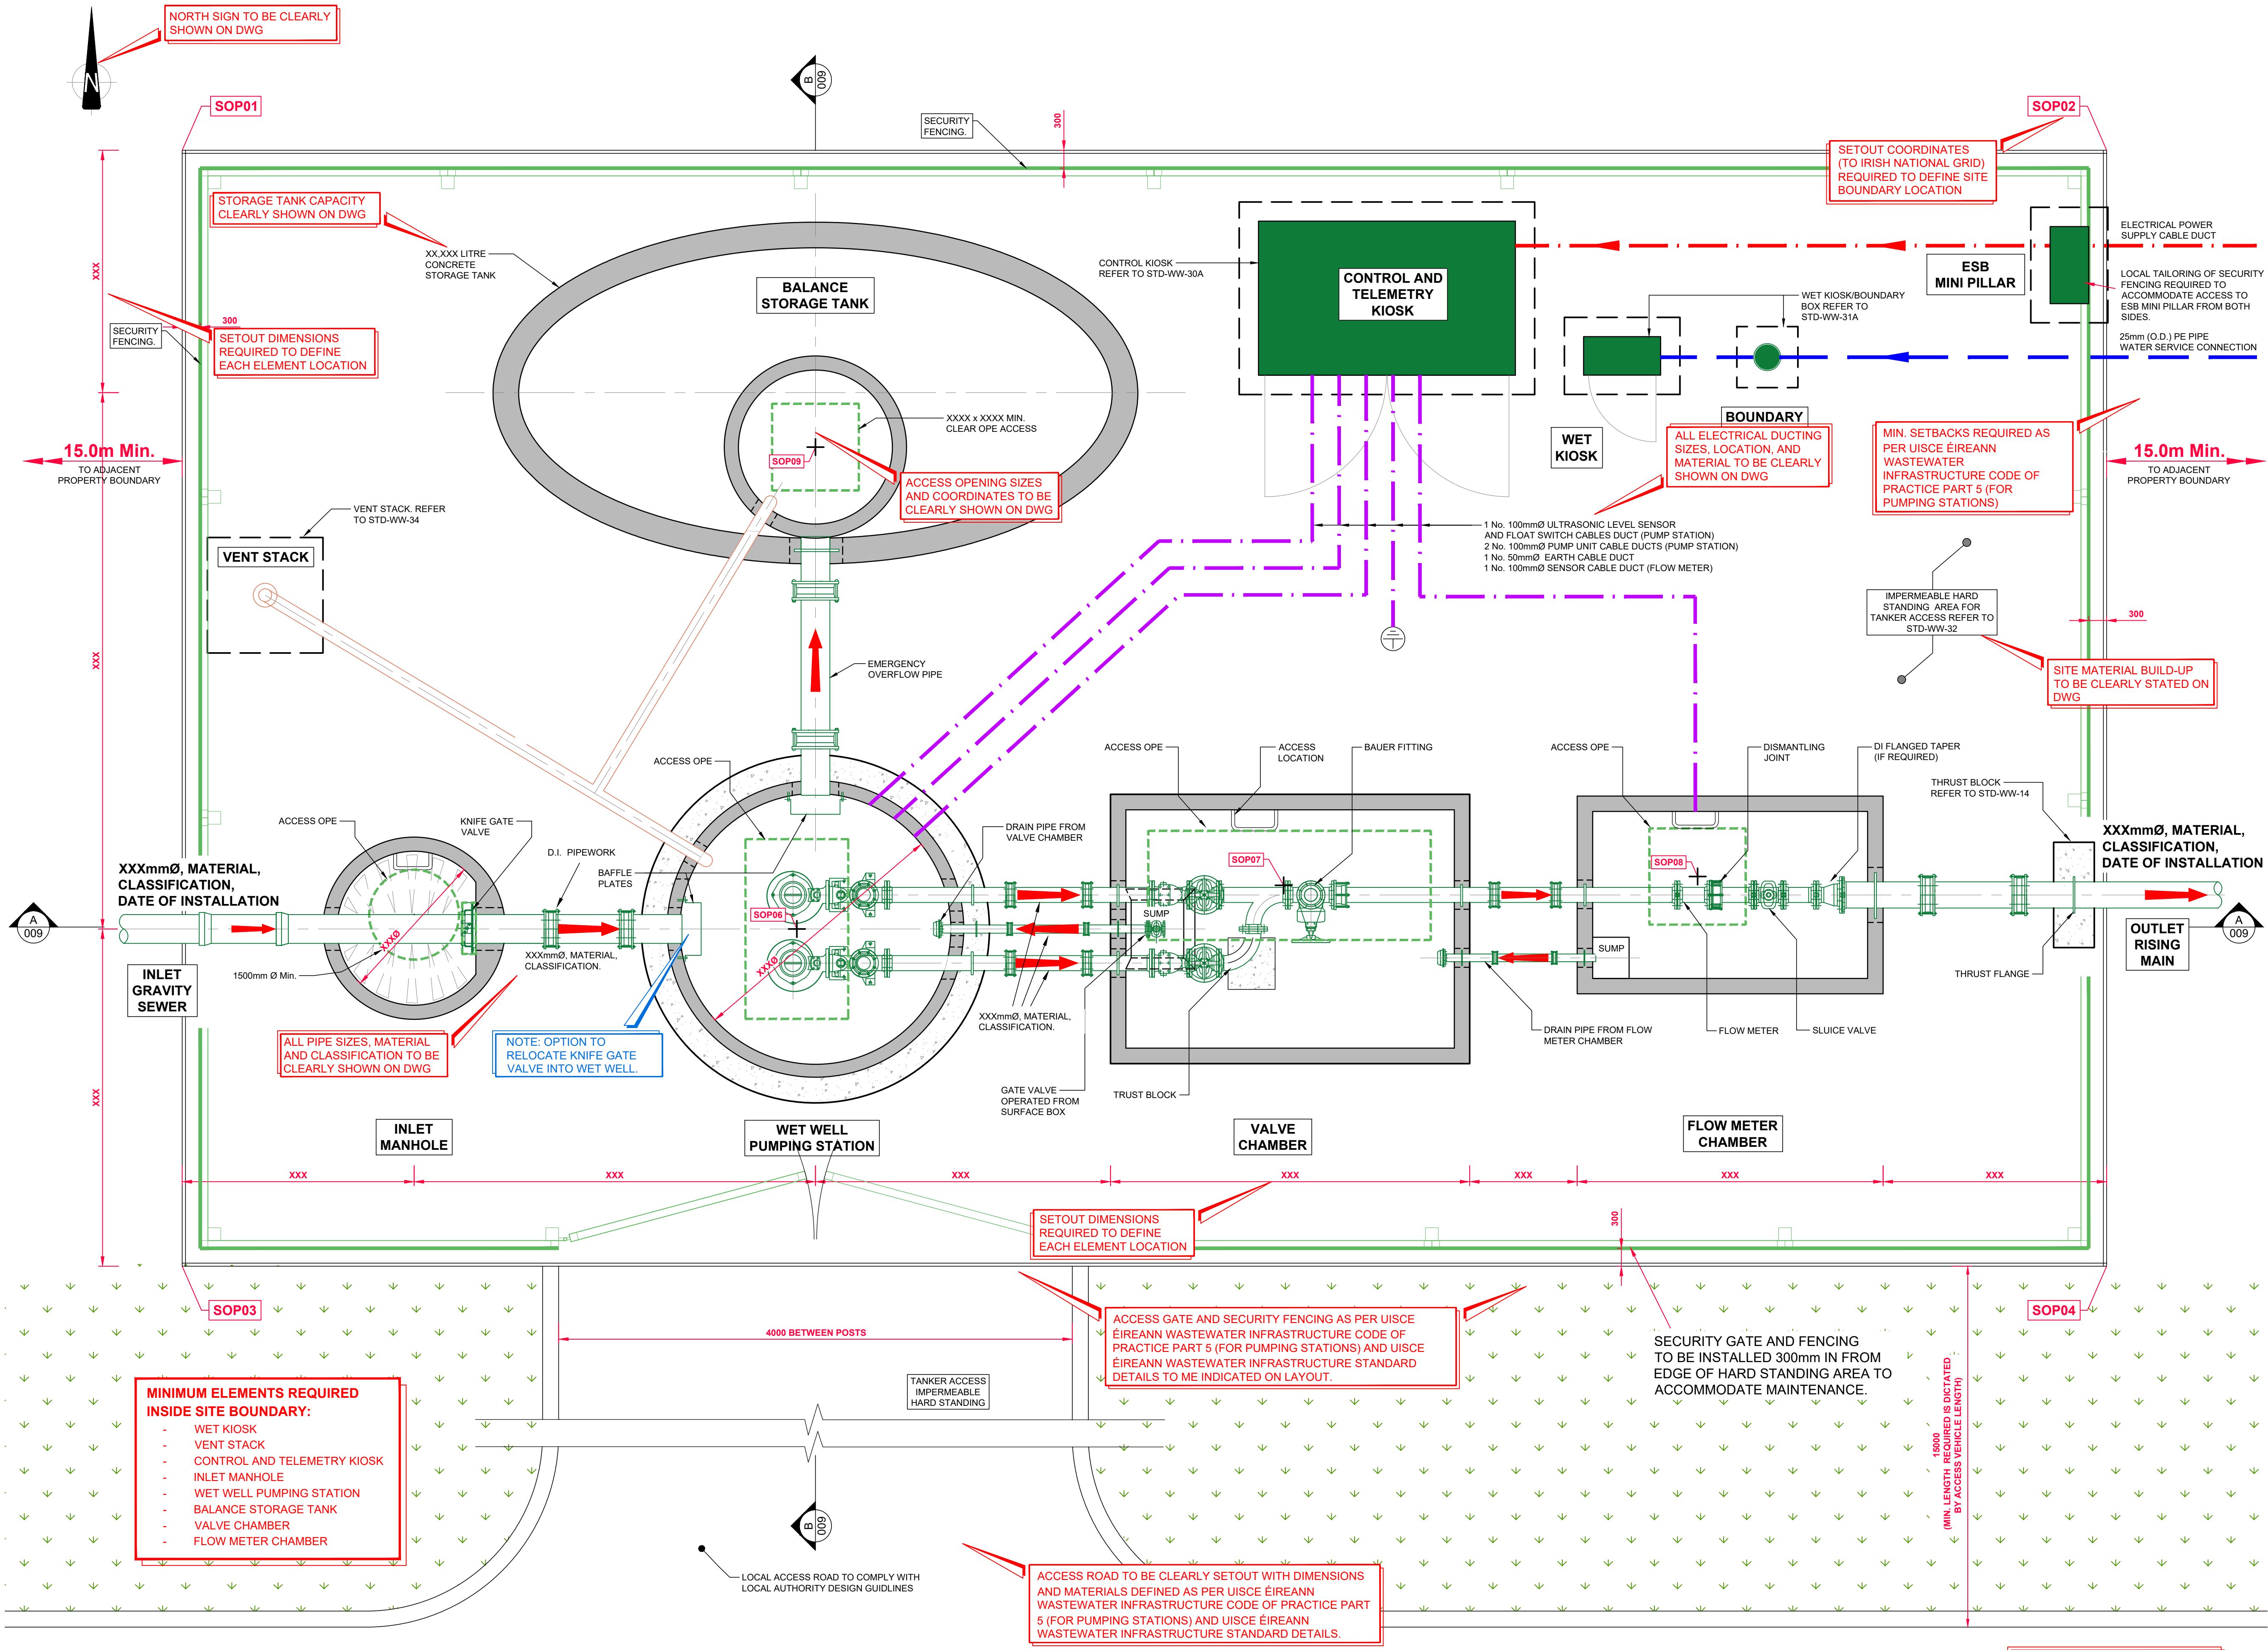 NORTH SIGN TO BE CLEARLY
SHOWN ON DWG
N
SOP01
B
009
SECURITY
FENCING.
300
SOP02
SETOUT COORDINATES
(TO IRISH NATIONAL GRID)
REQUIRED TO DEFINE SITE
BOUNDARY LOCATION
STORAGE TANK CAPACITY
CLEARLY SHOWN ON DWG
XX,XXX LITRE
CONCRETE
STORAGE TANK
BALANCE
STORAGE TANK
CONTROL KIOSK
REFER TO STD-WW-30A
CONTROL AND
TELEMETRY
KIOSK
ESB
MINI PILLAR
ELECTRICAL POWER
SUPPLY CABLE DUCT
LOCAL TAILORING OF SECURITY
FENCING REQUIRED TO
ACCOMMODATE ACCESS TO
ESB MINI PILLAR FROM BOTH
SIDES.
WET KIOSK/BOUNDARY
BOX REFER TO
STD-WW-31A
25mm (O.D.) PE PIPE
WATER SERVICE CONNECTION
XXX
SECURITY
FENCING.
300
SETOUT DIMENSIONS
REQUIRED TO DEFINE
EACH ELEMENT LOCATION
XXXX x XXXX MIN.
CLEAR OPE ACCESS
SOP09
ACCESS OPENING SIZES
AND COORDINATES TO BE
CLEARLY SHOWN ON DWG
WET
KIOSK
BOUNDARY
ALL ELECTRICAL DUCTING
SIZES, LOCATION, AND
MATERIAL TO BE CLEARLY
SHOWN ON DWG
MIN. SETBACKS REQUIRED AS
PER UISCE ÉIREANN
WASTEWATER
INFRASTRUCTURE CODE OF
PRACTICE PART 5 (FOR
PUMPING STATIONS)
15.0m Min.
TO ADJACENT
PROPERTY BOUNDARY
15.0m Min.
TO ADJACENT
PROPERTY BOUNDARY
VENT STACK. REFER
TO STD-WW-34
VENT STACK
1 No. 100mmØ ULTRASONIC LEVEL SENSOR
AND FLOAT SWITCH CABLES DUCT (PUMP STATION)
2 No. 100mmØ PUMP UNIT CABLE DUCTS (PUMP STATION)
1 No. 50mmØ EARTH CABLE DUCT
1 No. 100mmØ SENSOR CABLE DUCT (FLOW METER)
IMPERMEABLE HARD
STANDING AREA FOR
TANKER ACCESS REFER TO
STD-WW-32
300
SITE MATERIAL BUILD-UP
TO BE CLEARLY STATED ON
DWG
XXX
EMERGENCY
OVERFLOW PIPE
ACCESS OPE
ACCESS OPE
ACCESS
LOCATION
BAUER FITTING
ACCESS OPE
DISMANTLING
JOINT
DI FLANGED TAPER
(IF REQUIRED)
THRUST BLOCK
REFER TO STD-WW-14
ACCESS OPE
KNIFE GATE
VALVE
D.I. PIPEWORK
BAFFLE
PLATES
DRAIN PIPE FROM
VALVE CHAMBER
XXXmmØ, MATERIAL,
CLASSIFICATION,
DATE OF INSTALLATION
XXXmmØ, MATERIAL,
CLASSIFICATION,
DATE OF INSTALLATION
SOP06
SOP07
SOP08
SUMP
SUMP
A
009
A
009
XXXØ
XXXØ
XXXmmØ, MATERIAL,
CLASSIFICATION.
1500mm Ø Min.
INLET
GRAVITY
SEWER
OUTLET
RISING
MAIN
THRUST FLANGE
XXXmmØ, MATERIAL,
CLASSIFICATION.
DRAIN PIPE FROM FLOW
METER CHAMBER
FLOW METER
SLUICE VALVE
ALL PIPE SIZES, MATERIAL
AND CLASSIFICATION TO BE
CLEARLY SHOWN ON DWG
NOTE: OPTION TO
RELOCATE KNIFE GATE
VALVE INTO WET WELL.
GATE VALVE
OPERATED FROM
SURFACE BOX
TRUST BLOCK
XXX
INLET
MANHOLE
WET WELL
PUMPING STATION
VALVE
CHAMBER
FLOW METER
CHAMBER
XXX
XXX
XXX
XXX
XXX
XXX
XXX
SETOUT DIMENSIONS
REQUIRED TO DEFINE
EACH ELEMENT LOCATION
300
SOP03
SOP04
4000 BETWEEN POSTS
ACCESS GATE AND SECURITY FENCING AS PER UISCE
ÉIREANN WASTEWATER INFRASTRUCTURE CODE OF
PRACTICE PART 5 (FOR PUMPING STATIONS) AND UISCE
ÉIREANN WASTEWATER INFRASTRUCTURE STANDARD
DETAILS TO ME INDICATED ON LAYOUT.
SECURITY GATE AND FENCING
TO BE INSTALLED 300mm IN FROM
EDGE OF HARD STANDING AREA TO
ACCOMMODATE MAINTENANCE.
15000
(MIN. LENGTH REQUIRED IS DICTATED
BY ACCESS VEHICLE LENGTH)
TANKER ACCESS
IMPERMEABLE
HARD STANDING
MINIMUM ELEMENTS REQUIRED
INSIDE SITE BOUNDARY:
- WET KIOSK
- VENT STACK
- CONTROL AND TELEMETRY KIOSK
- INLET MANHOLE
- WET WELL PUMPING STATION
- BALANCE STORAGE TANK
- VALVE CHAMBER
- FLOW METER CHAMBER
B
009
LOCAL ACCESS ROAD TO COMPLY WITH
LOCAL AUTHORITY DESIGN GUIDLINES
ACCESS ROAD TO BE CLEARLY SETOUT WITH DIMENSIONS
AND MATERIALS DEFINED AS PER UISCE ÉIREANN
WASTEWATER INFRASTRUCTURE CODE OF PRACTICE PART
5 (FOR PUMPING STATIONS) AND UISCE ÉIREANN
WASTEWATER INFRASTRUCTURE STANDARD DETAILS.